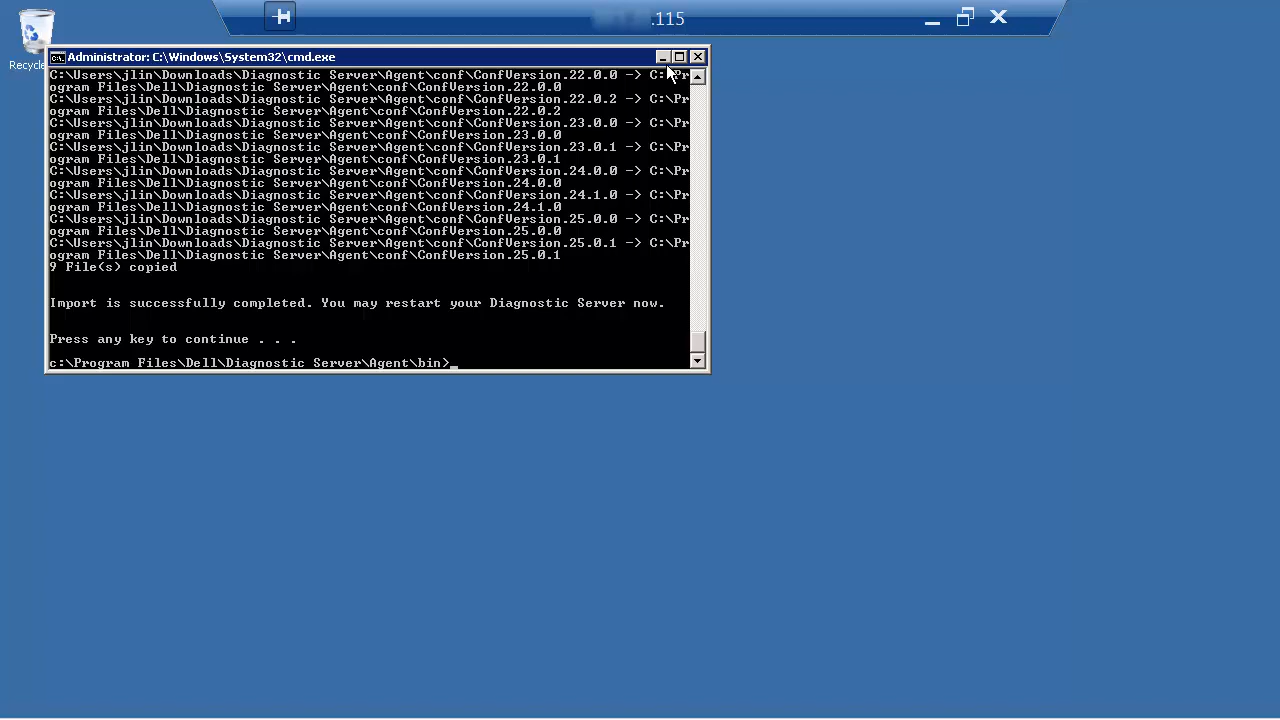 .115
Recycle
Administrator: C:\Windows\System32\cmd.exe
C:\Users\jlin\Downloads\Diagnostic Server\Agent\conf\ConfVersion.22.0.0 -> C:\Pr
ogram Files\Dell\Diagnostic Server\Agent\conf\ConfVersion.22.0.0
C:\Users\jlin\Downloads\Diagnostic Server\Agent\conf\ConfVersion.22.0.2 -> C:\Pr
ogram Files\Dell\Diagnostic Server\Agent\conf\ConfVersion.22.0.2
C:\Users\jlin\Downloads\Diagnostic Server\Agent\conf\ConfVersion.23.0.0 -> C:\Pr
ogram Files\Dell\Diagnostic Server\Agent\conf\ConfVersion.23.0.0
C:\Users\jlin\Downloads\Diagnostic Server\Agent\conf\ConfVersion.23.0.1 -> C:\Pr
ogram Files\Dell\Diagnostic Server\Agent\conf\ConfVersion.23.0.1
C:\Users\jlin\Downloads\Diagnostic Server\Agent\conf\ConfVersion.24.0.0 -> C:\Pr
ogram Files\Dell\Diagnostic Server\Agent\conf\ConfVersion.24.0.0
C:\Users\jlin\Downloads\Diagnostic Server\Agent\conf\ConfVersion.24.1.0 -> C:\Pr
ogram Files\Dell\Diagnostic Server\Agent\conf\ConfVersion.24.1.0
C:\Users\jlin\Downloads\Diagnostic Server\Agent\conf\ConfVersion.25.0.0 -> C:\Pr
ogram Files\Dell\Diagnostic Server\Agent\conf\ConfVersion.25.0.0
C:\Users\jlin\Downloads\Diagnostic Server\Agent\conf\ConfVersion.25.0.1 -> C:\Pr
ogram Files\Dell\Diagnostic Server\Agent\conf\ConfVersion.25.0.1
9 File(s) copied
Import is successfully completed. You may restart your Diagnostic Server now.
Press any key to continue . . .
c:\Program Files\Dell\Diagnostic Server\Agent\bin>_